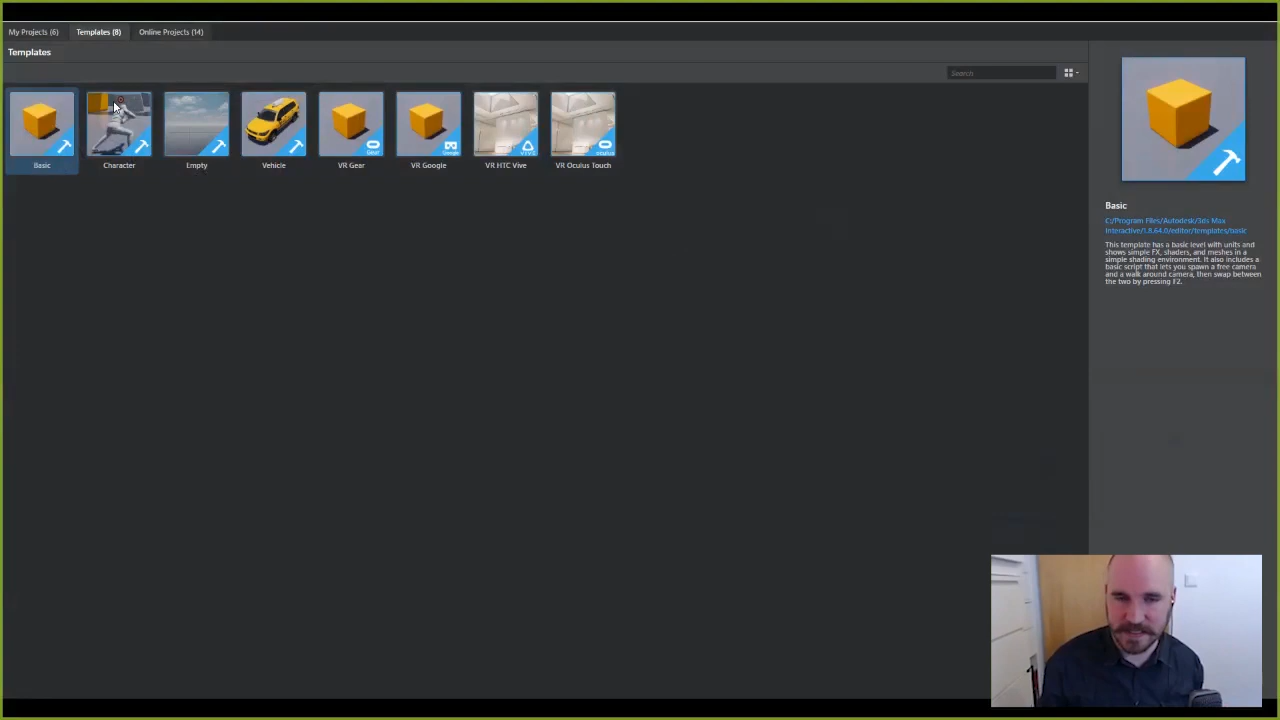 My Projects (6) Templates (8) Online Projects (14)
Templates
Search
Gear
Google
VIVE
oculus
Basic Character Empty Vehicle VR Gear VR Google VR HTC Vive VR Oculus Touch
Basic
C:/Program Files/Autodesk/3ds Max
Interactive/1.8.64.0/editor/templates/basic
This template has a basic level with units and
shows simple FX, shaders, and meshes in a
simple shading environment. It also includes a
basic script that lets you spawn a free camera
and a walk around camera, then swap between
the two by pressing F2.